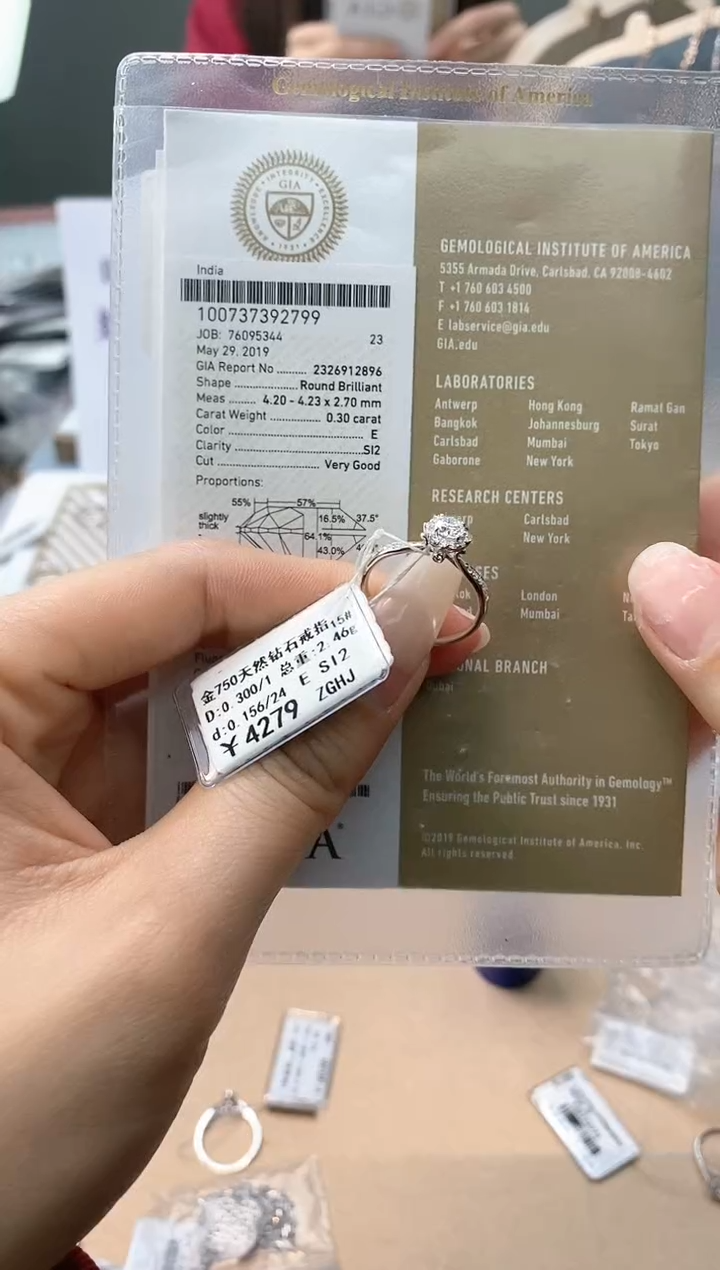 Gemological Institute of America
INTEGRITY
GIA
KNOWLEDGE
EXCELLENCE
1931
India
100737392799
JOB: 76095344 23
May 29, 2019
GIA Report No .......... 2326912896
Shape ................ Round Brilliant
Meas ........ 4.20 - 4.23 x 2.70 mm
Carat Weight .................. 0.30 carat
Color ............................................ E
Clarity .......................................SI2
Cut ............................... Very Good
Proportions:
55% 57%
slightly
thick
16.5% 37.5°
64.1%
43.0%
GEMOLOGICAL INSTITUTE OF AMERICA
5355 Armada Drive, Carlsbad, CA 92008-4602
T +1 760 603 4500
F +1 760 603 1814
E labservice@gia.edu
GIA.edu
LABORATORIES
Antwerp Hong Kong Ramat Gan
Bangkok Johannesburg Surat
Carlsbad Mumbai Tokyo
Gaborone New York
RESEARCH CENTERS
Carlsbad
New York
London
Mumbai
The World's Foremost Authority in Gemology™
Ensuring the Public Trust since 1931
©2019 Gemological Institute of America, Inc.
All rights reserved
金750天然钻石戒指15#
D:0.300/1 总重:2.46g
d:0.156/24 E SI2
¥4279 ZGHJ